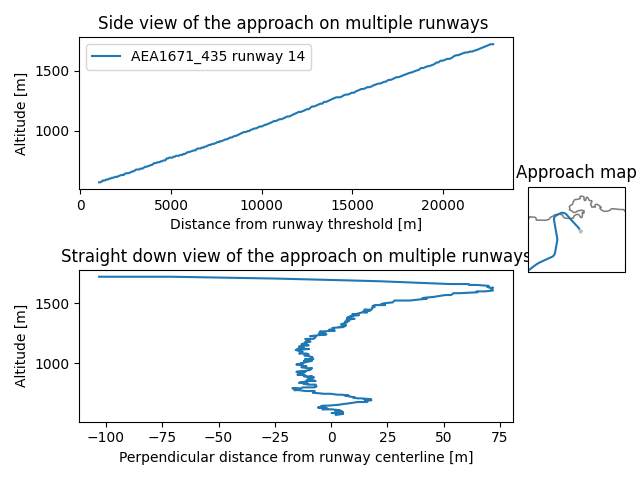 Side view of the approach on multiple runways
AEA1671_435 runway 14
Altitude [m]
1500
1000
0
5000
10000
15000
20000
Distance from runway threshold [m]
Approach map
Straight down view of the approach on multiple runways
Altitude [m]
1500
1000
−100
−75
−50
−25
0
25
50
75
Perpendicular distance from runway centerline [m]